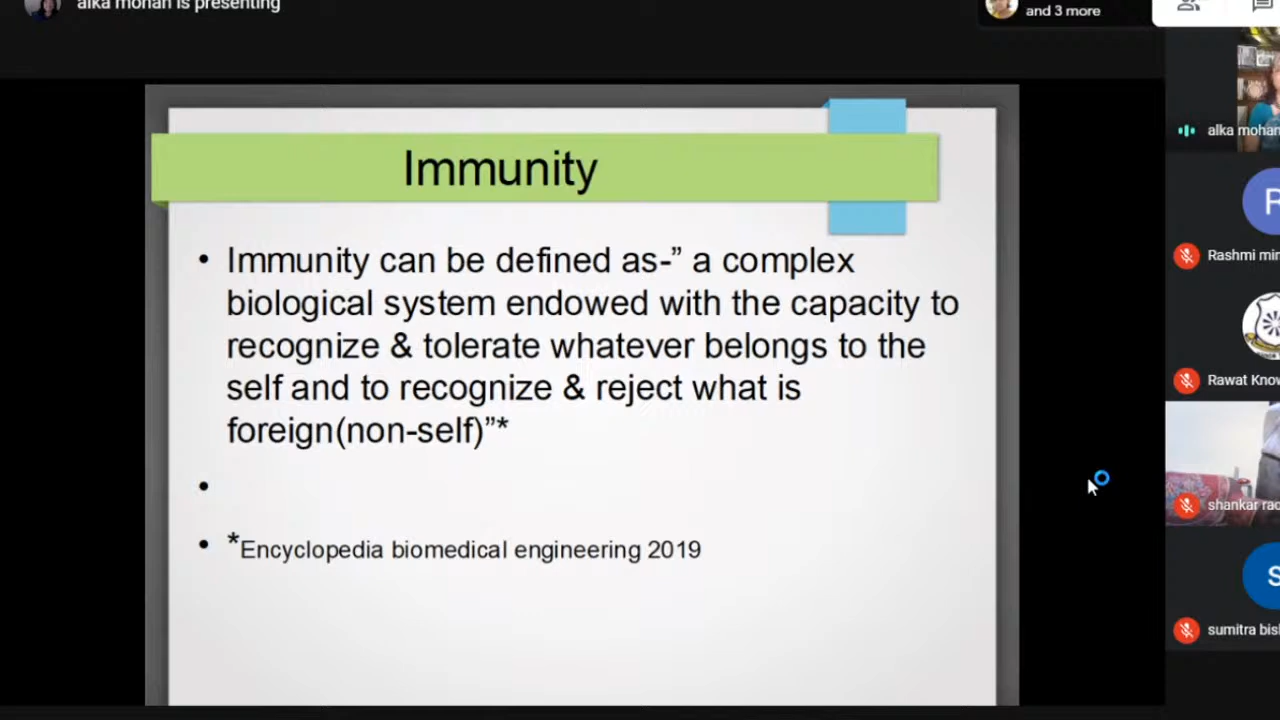 alka mohan is presenting
and 3 more
Immunity
• Immunity can be defined as-” a complex
biological system endowed with the capacity to
recognize & tolerate whatever belongs to the
self and to recognize & reject what is
foreign(non-self)”*
•
• *Encyclopedia biomedical engineering 2019
alka mohan
R
Rashmi
Rawat
shankar
S
sumitra